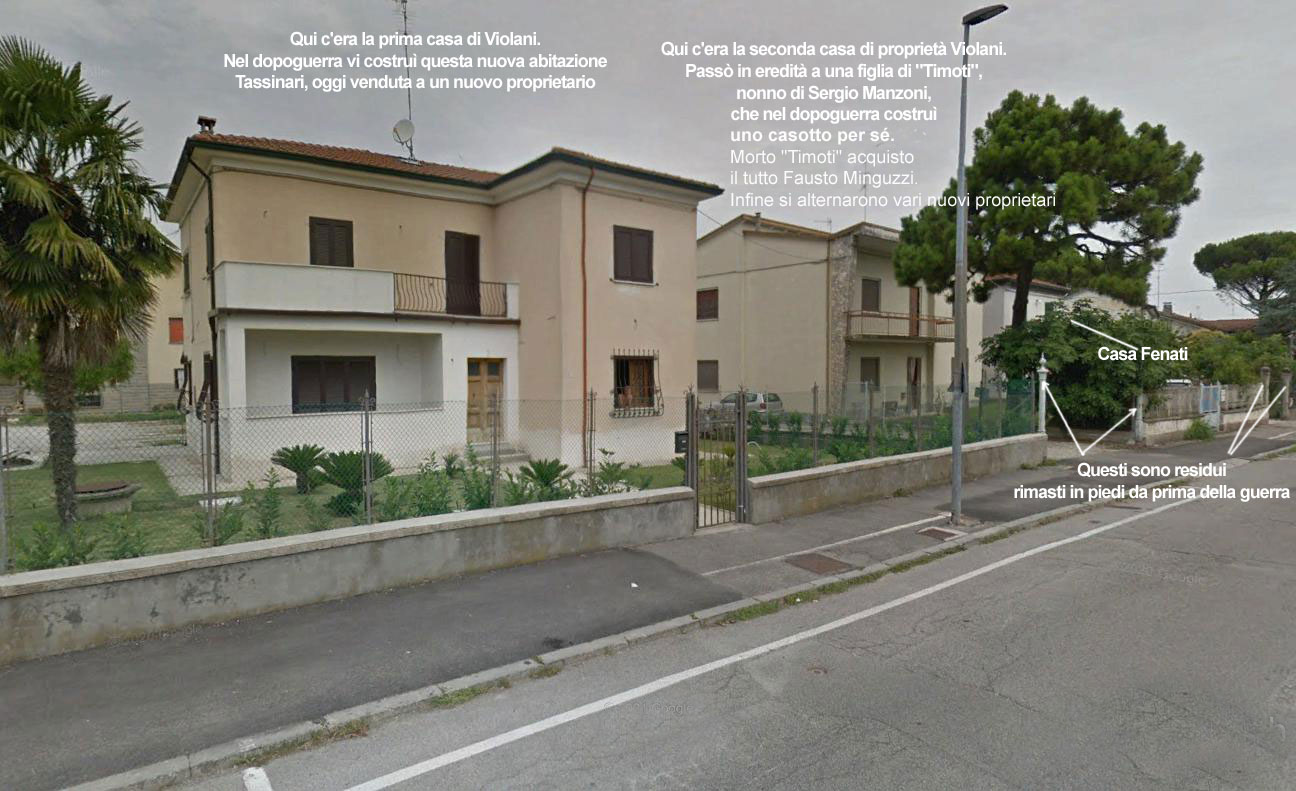 Qui c'era la prima casa di Violani.
Nel dopoguerra vi costruì questa nuova abitazione
Tassinari, oggi venduta a un nuovo proprietario
Qui c'era la seconda casa di proprietà Violani.
Passò in eredità a una figlia di "Timoti",
nonno di Sergio Manzoni,
che nel dopoguerra costruì
uno casotto per sé.
Morto "Timoti" acquisto
il tutto Fausto Minguzzi.
Infine si alternarono vari nuovi proprietari
Casa Fenati
Questi sono residui
rimasti in piedi da prima della guerra
Google